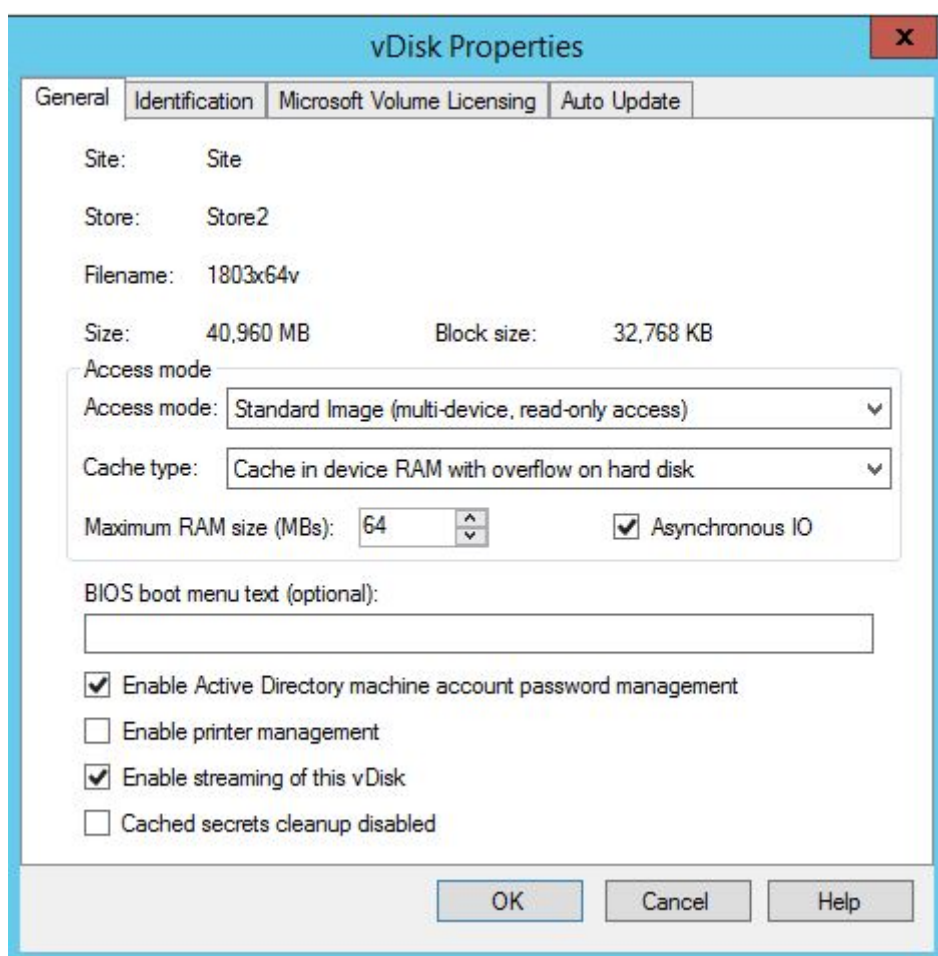 vDisk Properties
x
General Identification Microsoft Volume Licensing Auto Update
Site: Site
Store: Store2
Filename: 1803x64v
Size: 40,960 MB Block size: 32,768 KB
Access mode
Access mode: Standard Image (multi-device, read-only access)
Cache type: Cache in device RAM with overflow on hard disk
Maximum RAM size (MBs): 64 Asynchronous IO
BIOS boot menu text (optional):
Enable Active Directory machine account password management
Enable printer management
Enable streaming of this vDisk
Cached secrets cleanup disabled
OK Cancel Help